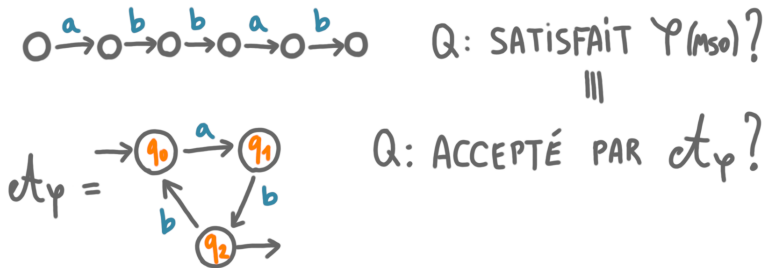 a b b a b
Q: SATISFAIT φ(MSO)?
≡
a
q0 q1
Q: ACCEPTÉ PAR Aφ?
Aφ =
b b
q2